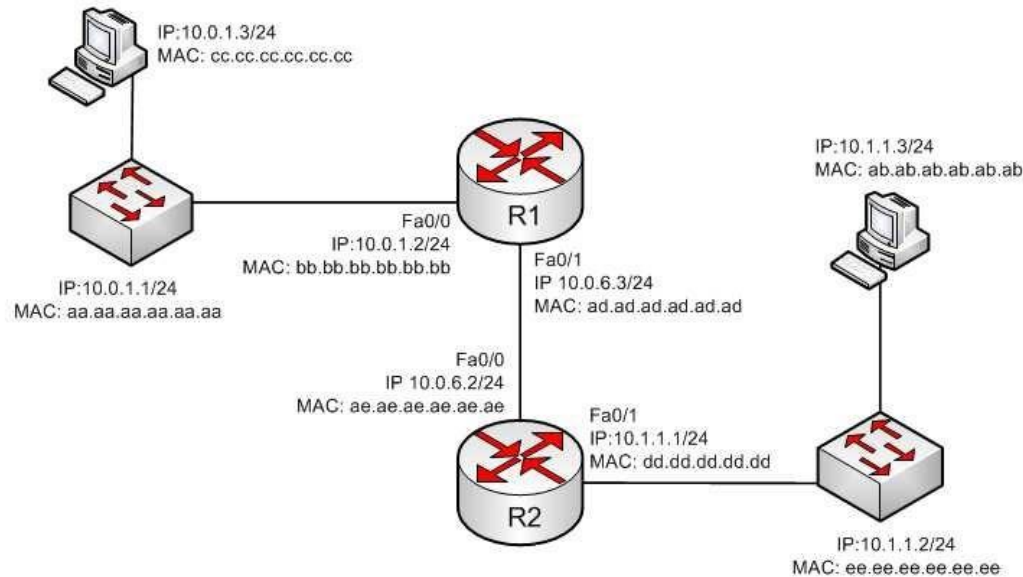 IP:10.0.1.3/24
MAC: cc.cc.cc.cc.cc.cc
IP:10.1.1.3/24
MAC: ab.ab.ab.ab.ab.ab
R1
Fa0/0
IP:10.0.1.2/24
MAC: bb.bb.bb.bb.bb.bb
Fa0/1
IP 10.0.6.3/24
MAC: ad.ad.ad.ad.ad.ad
IP:10.0.1.1/24
MAC: aa.aa.aa.aa.aa.aa
Fa0/0
IP 10.0.6.2/24
MAC: ae.ae.ae.ae.ae.ae
Fa0/1
IP:10.1.1.1/24
MAC: dd.dd.dd.dd.dd
R2
IP:10.1.1.2/24
MAC: ee.ee.ee.ee.ee.ee